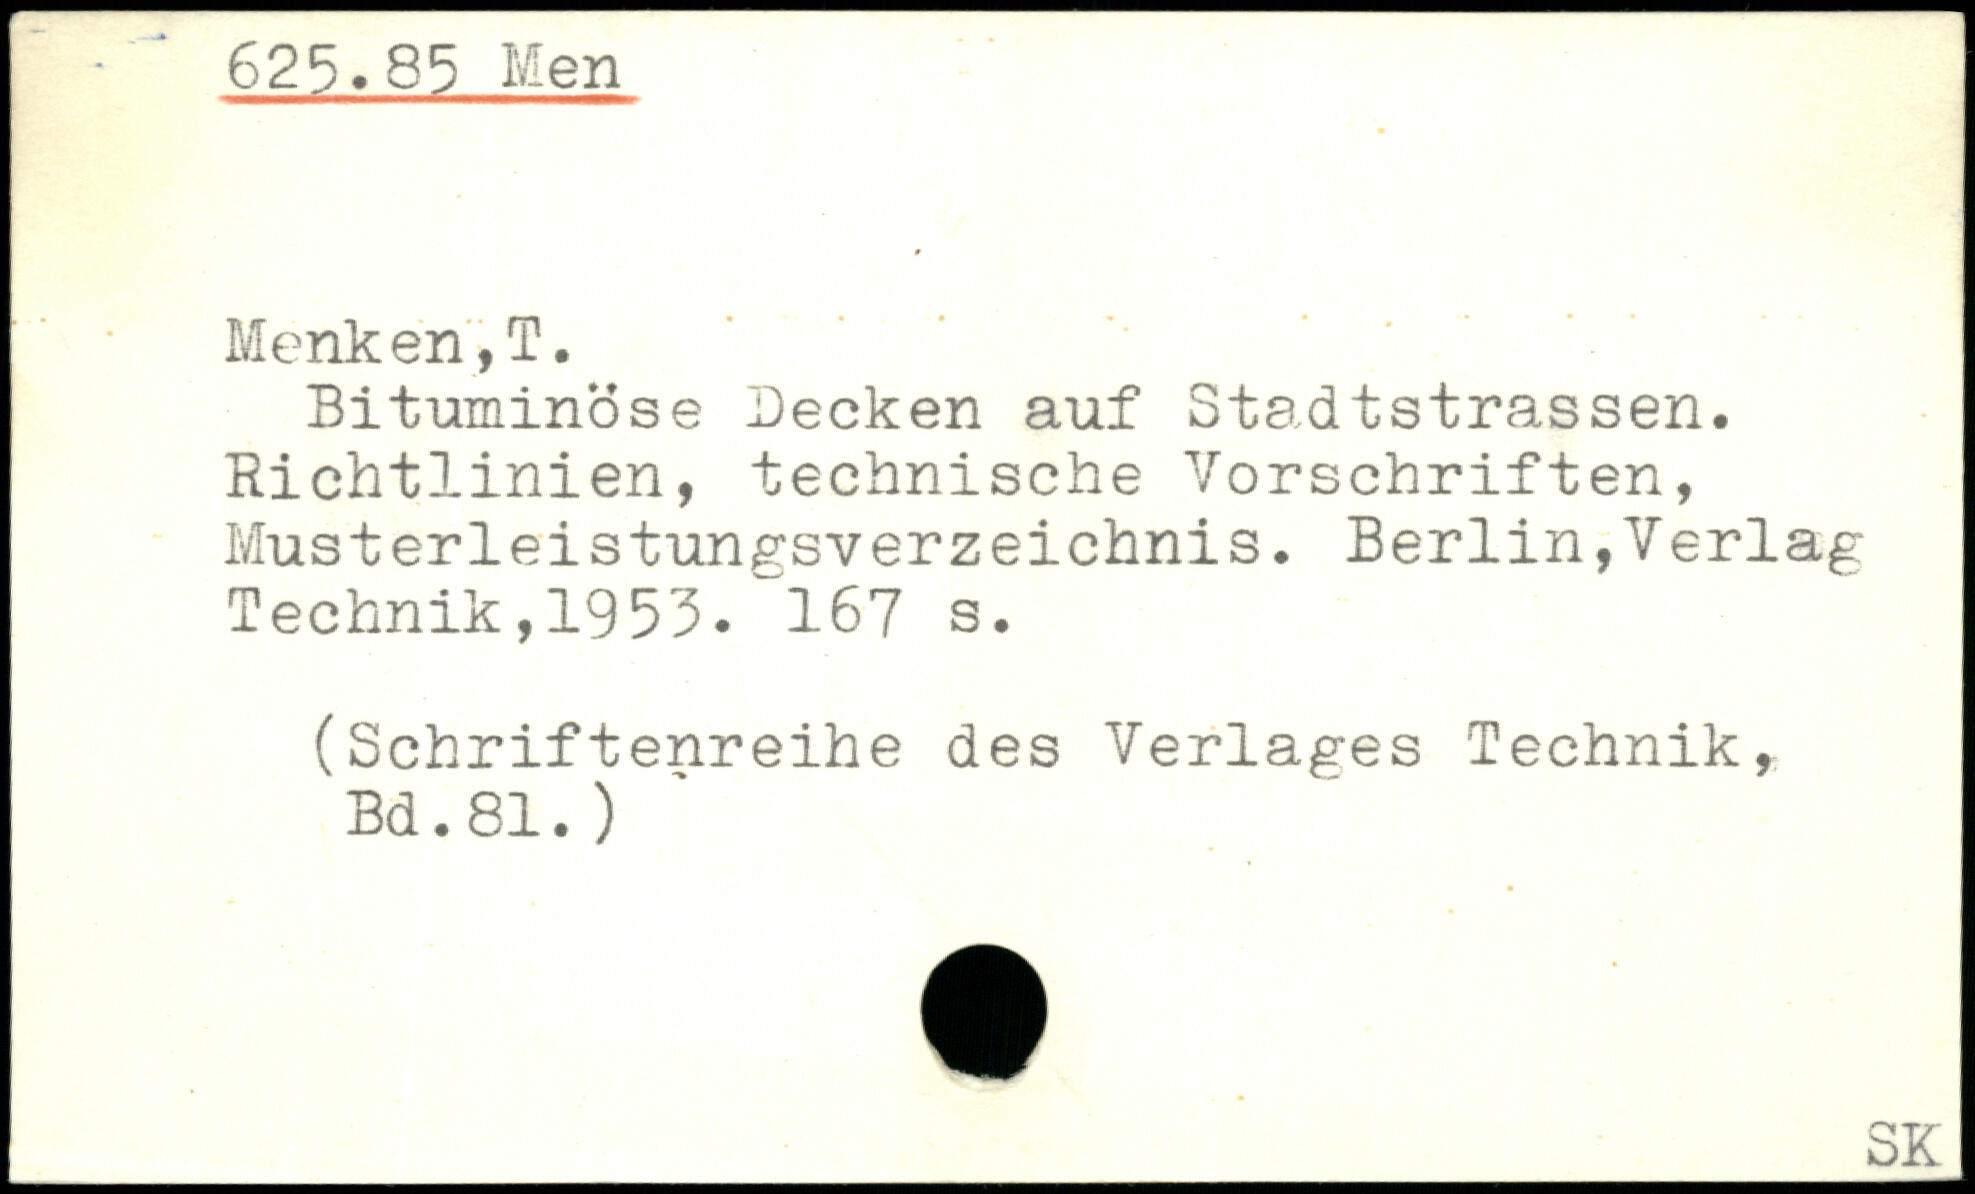 625.85 Men
Menken,T.
Bituminöse Decken auf Stadtstrassen.
Richtlinien, technische Vorschriften,
Musterleistungsverzeichnis. Berlin,Verlag
Technik,1953. 167 s.
(Schriftenreihe des Verlages Technik,
Bd.81.)
SK